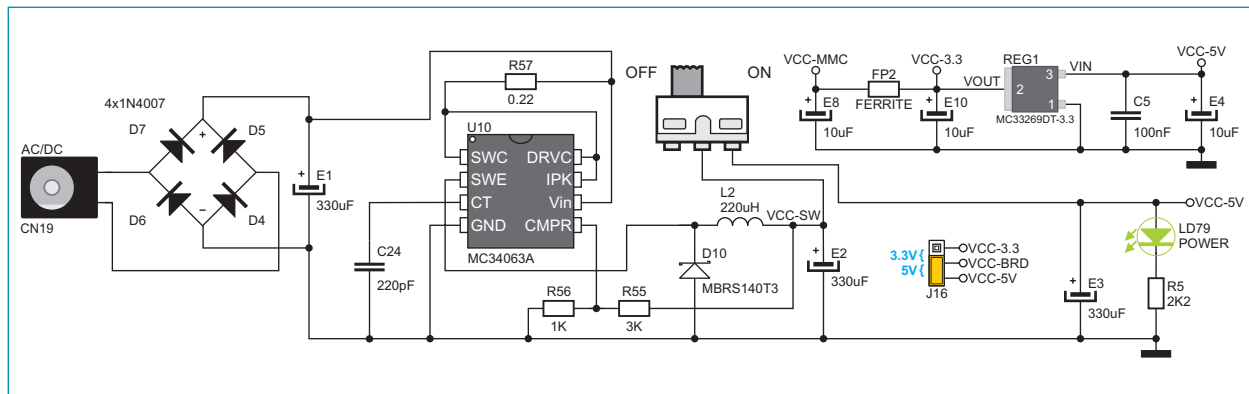 4x1N4007
D7
D5
AC/DC
CN19
D6
D4
+
−
+
E1
330uF
R57
0.22
U10
SWC
DRVC
SWE
IPK
CT
Vin
GND
CMPR
MC34063A
C24
220pF
R56
1K
R55
3K
D10
MBRS140T3
L2
220uH
VCC-SW
+
E2
330uF
OFF
ON
VCC-MMC
FP2
FERRITE
VCC-3.3
+
E8
10uF
+
E10
10uF
VOUT
REG1
VIN
3
2
1
MC33269DT-3.3
C5
100nF
VCC-5V
+
E4
10uF
3.3V{
5V{
VCC-3.3
VCC-BRD
VCC-5V
J16
+
E3
330uF
VCC-5V
LD79
POWER
R5
2K2